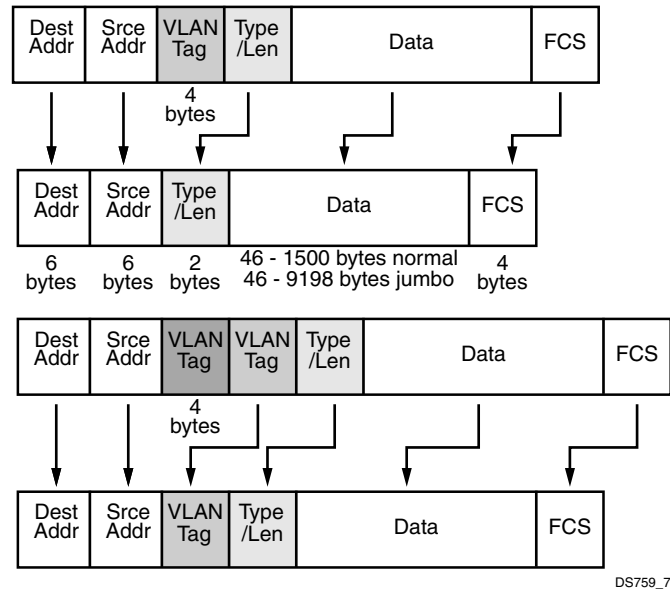 Dest Addr Srce Addr VLAN Tag Type /Len Data FCS
4 bytes
Dest Addr Srce Addr Type /Len Data FCS
6 bytes 6 bytes 2 bytes 46 - 1500 bytes normal 46 - 9198 bytes jumbo 4 bytes
Dest Addr Srce Addr VLAN Tag VLAN Tag Type /Len Data FCS
4 bytes
Dest Addr Srce Addr VLAN Tag Type /Len Data FCS